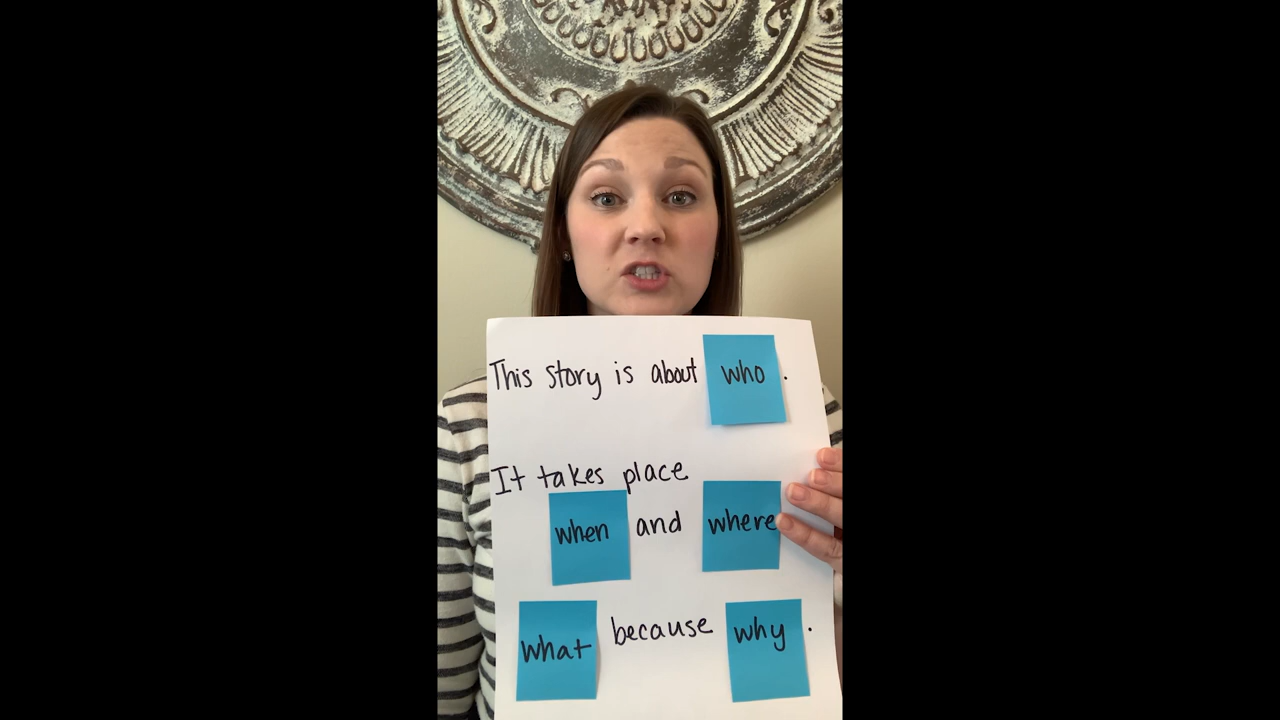 This story is about who.
It takes place
when and where
what because why.